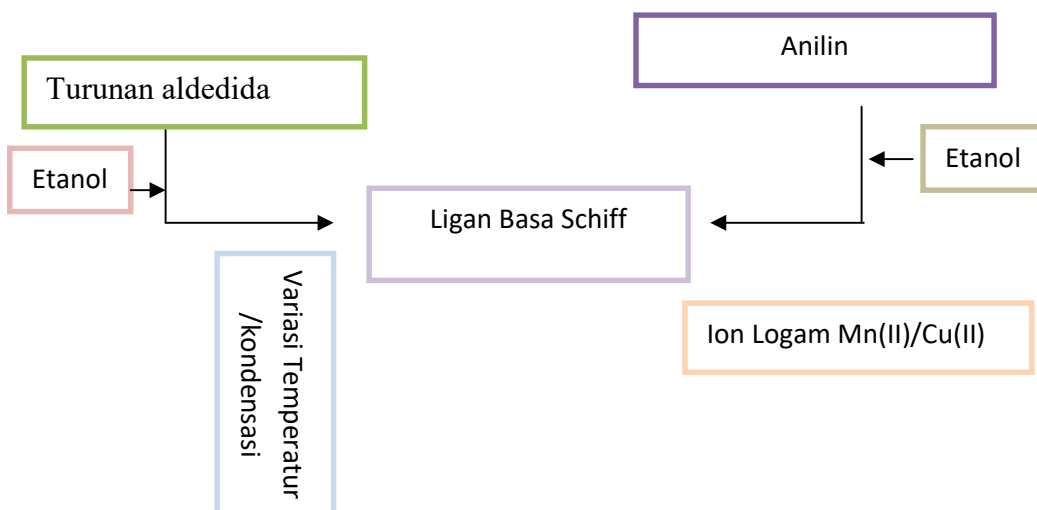 Anilin
Turunan aldedida
Etanol
Etanol
Ligan Basa Schiff
Variasi Temperatur
/kondensasi
Ion Logam Mn(II)/Cu(II)